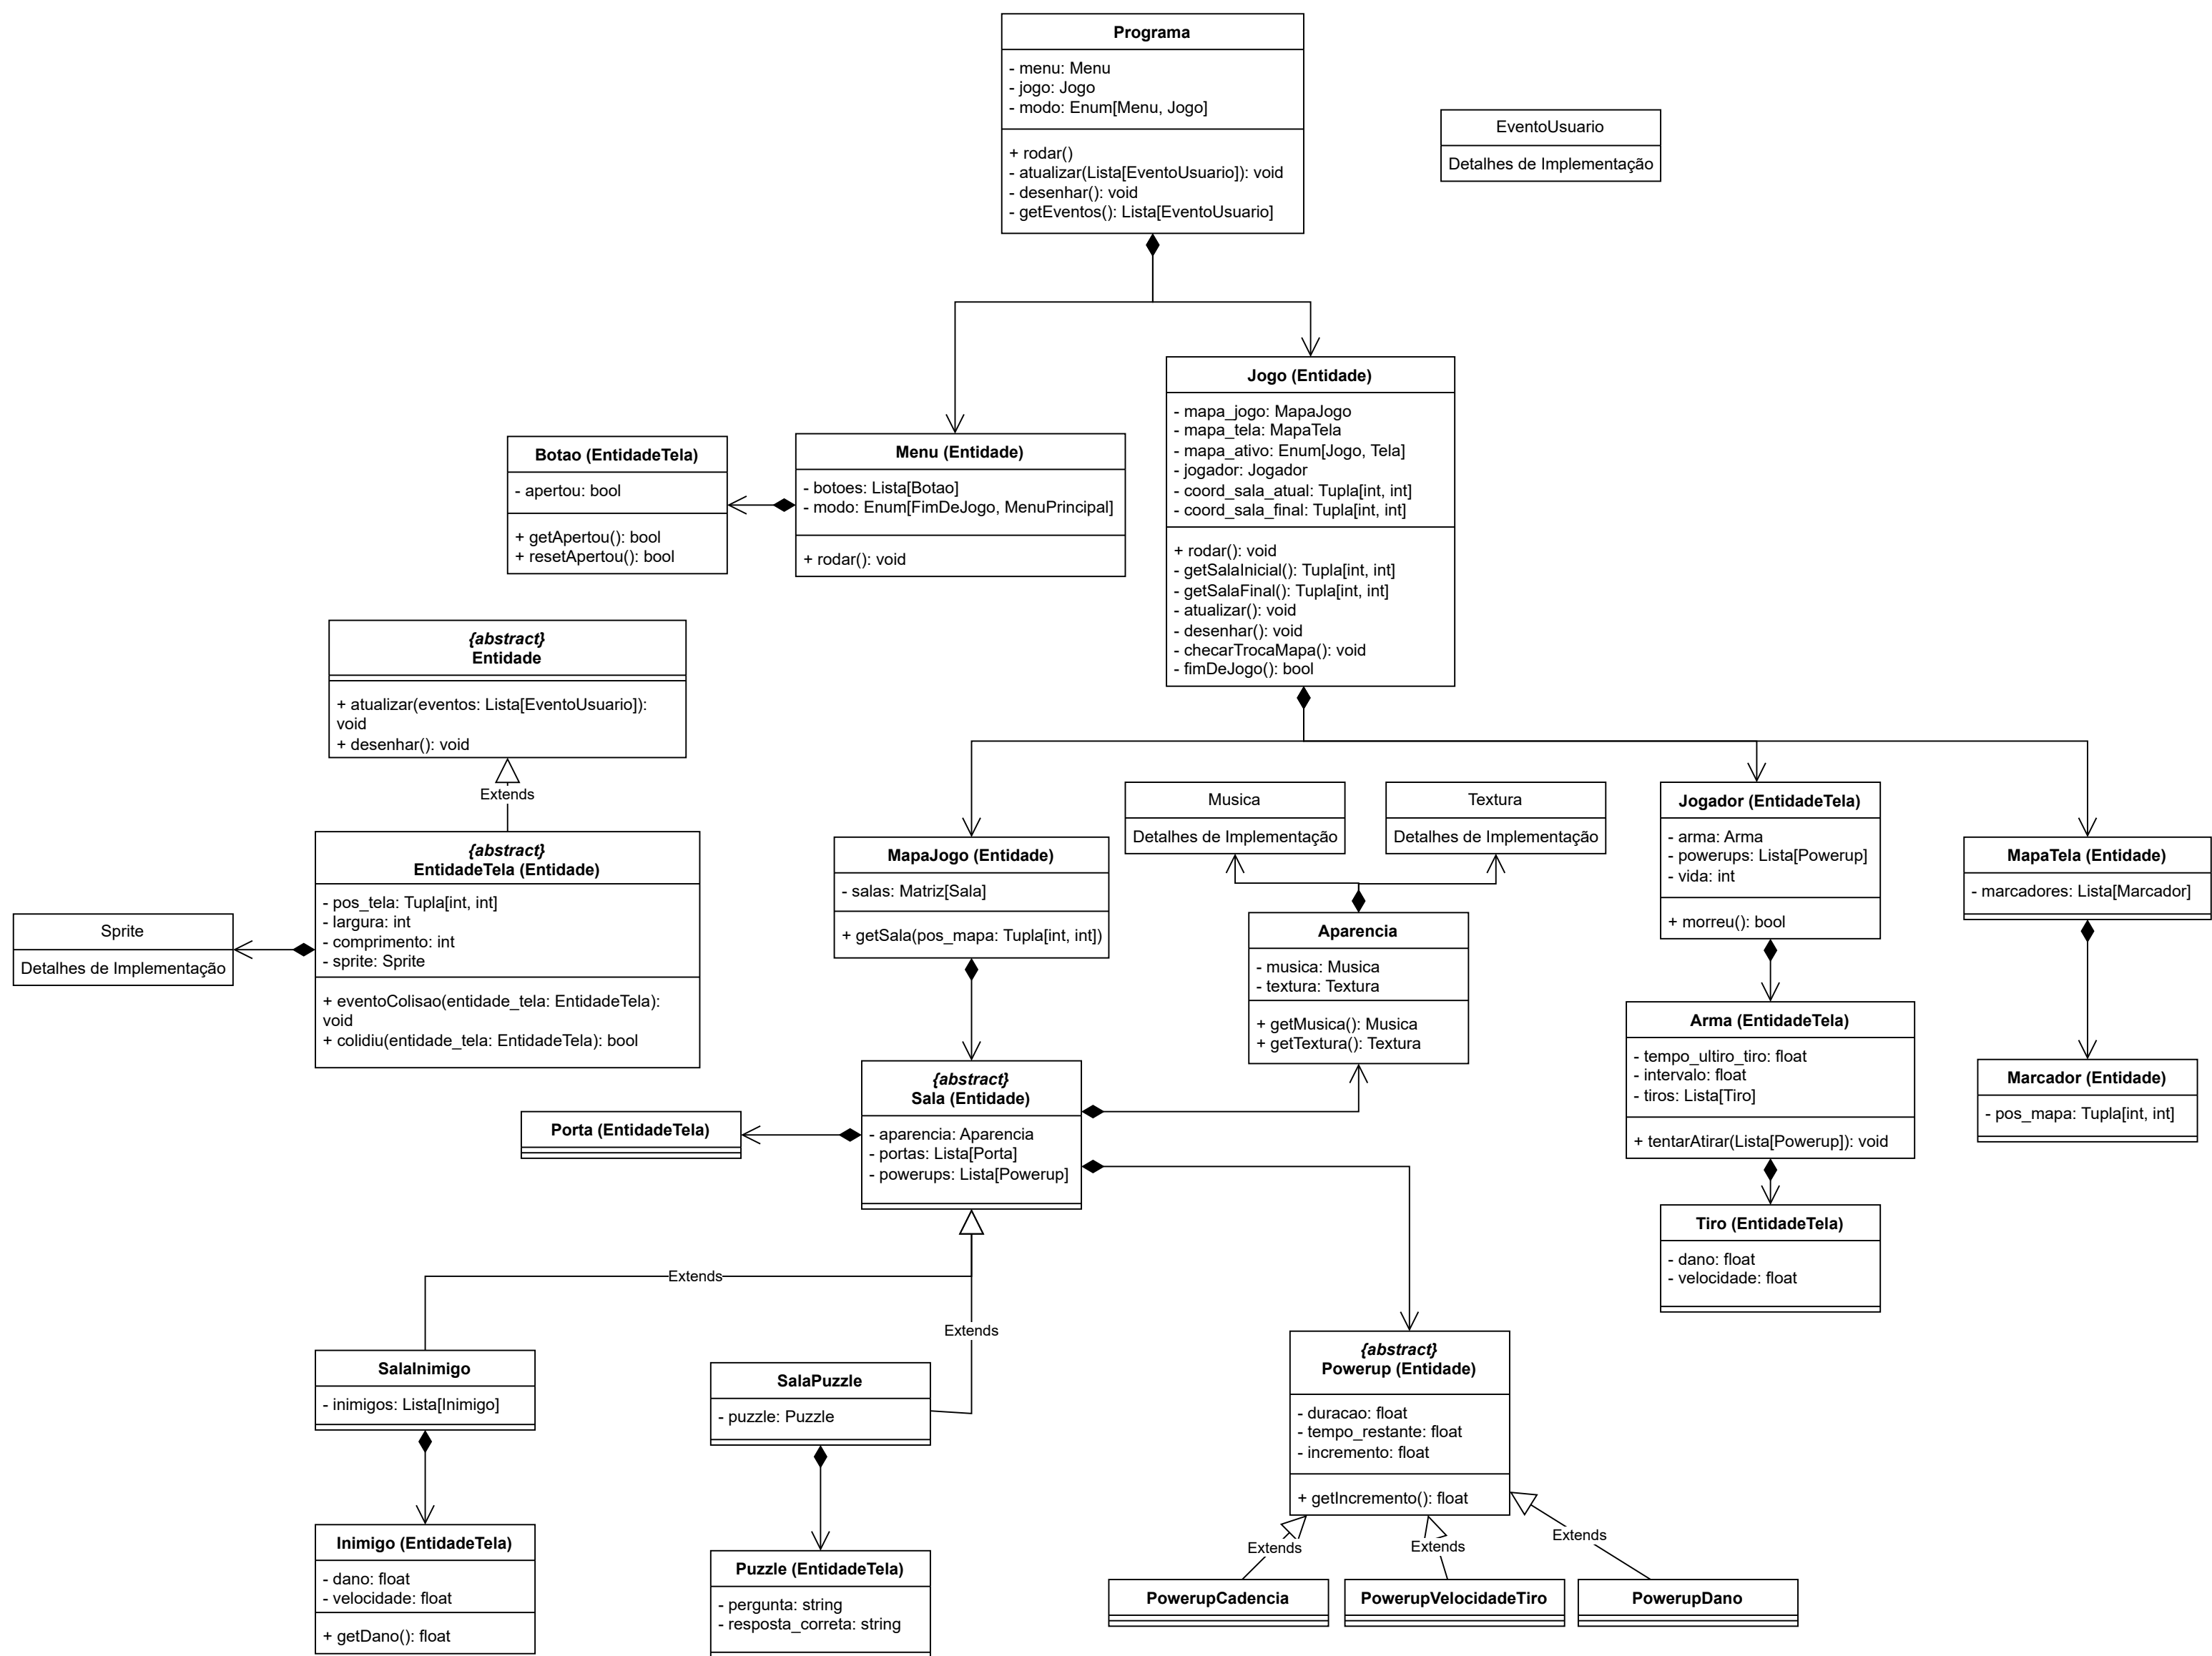 Programa
- menu: Menu
- jogo: Jogo
- modo: Enum[Menu, Jogo]
+ rodar()
- atualizar(Lista[EventoUsuario]): void
- desenhar(): void
- getEventos(): Lista[EventoUsuario]
EventoUsuario
Detalhes de Implementação
Jogo (Entidade)
- mapa_jogo: MapaJogo
- mapa_tela: MapaTela
- mapa_ativo: Enum[Jogo, Tela]
- jogador: Jogador
- coord_sala_atual: Tupla[int, int]
- coord_sala_final: Tupla[int, int]
+ rodar(): void
- getSalaInicial(): Tupla[int, int]
- getSalaFinal(): Tupla[int, int]
- atualizar(): void
- desenhar(): void
- checarTrocaMapa(): void
- fimDeJogo(): bool
Botao (EntidadeTela)
- apertou: bool
+ getApertou(): bool
+ resetApertou(): bool
Menu (Entidade)
- botoes: Lista[Botao]
- modo: Enum[FimDeJogo, MenuPrincipal]
+ rodar(): void
{abstract}
Entidade
+ atualizar(eventos: Lista[EventoUsuario]):
void
+ desenhar(): void
Extends
{abstract}
EntidadeTela (Entidade)
- pos_tela: Tupla[int, int]
- largura: int
- comprimento: int
- sprite: Sprite
+ eventoColisao(entidade_tela: EntidadeTela):
void
+ colidiu(entidade_tela: EntidadeTela): bool
Sprite
Detalhes de Implementação
MapaJogo (Entidade)
- salas: Matriz[Sala]
+ getSala(pos_mapa: Tupla[int, int])
Musica
Detalhes de Implementação
Textura
Detalhes de Implementação
Aparencia
- musica: Musica
- textura: Textura
+ getMusica(): Musica
+ getTextura(): Textura
Jogador (EntidadeTela)
- arma: Arma
- powerups: Lista[Powerup]
- vida: int
+ morreu(): bool
MapaTela (Entidade)
- marcadores: Lista[Marcador]
Arma (EntidadeTela)
- tempo_ultiro_tiro: float
- intervalo: float
- tiros: Lista[Tiro]
+ tentarAtirar(Lista[Powerup]): void
Marcador (Entidade)
- pos_mapa: Tupla[int, int]
Porta (EntidadeTela)
{abstract}
Sala (Entidade)
- aparencia: Aparencia
- portas: Lista[Porta]
- powerups: Lista[Powerup]
Tiro (EntidadeTela)
- dano: float
- velocidade: float
Extends
Extends
SalaInimigo
- inimigos: Lista[Inimigo]
SalaPuzzle
- puzzle: Puzzle
{abstract}
Powerup (Entidade)
- duracao: float
- tempo_restante: float
- incremento: float
+ getIncremento(): float
Inimigo (EntidadeTela)
- dano: float
- velocidade: float
+ getDano(): float
Puzzle (EntidadeTela)
- pergunta: string
- resposta_correta: string
Extends
Extends
Extends
PowerupCadencia
PowerupVelocidadeTiro
PowerupDano